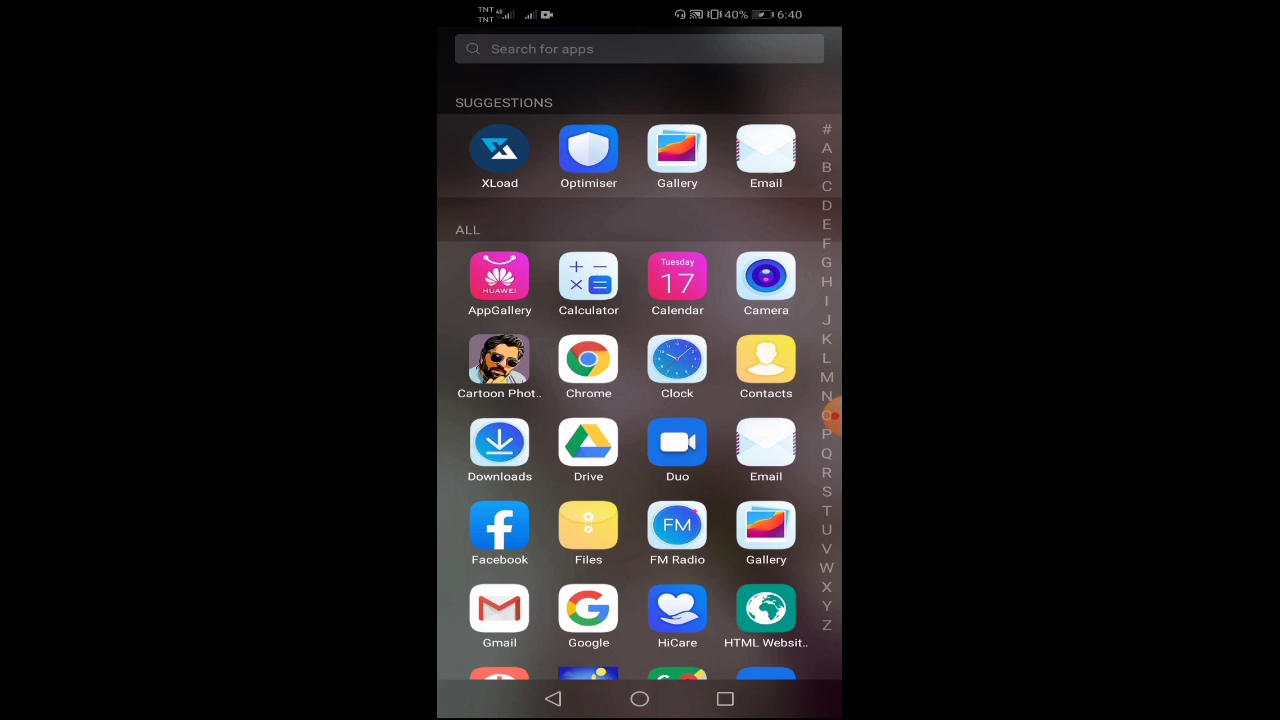 TNT 4G
TNT
40% 6:40
Search for apps
SUGGESTIONS
XLoad Optimiser Gallery Email
ALL
HUAWEI Tuesday 17
AppGallery Calculator Calendar Camera
Cartoon Phot.. Chrome Clock Contacts
Downloads Drive Duo Email
FM
Facebook Files FM Radio Gallery
Gmail Google HiCare HTML Websit..
#
A
B
C
D
E
F
G
H
I
J
K
L
M
N
O
P
Q
R
S
T
U
V
W
X
Y
Z